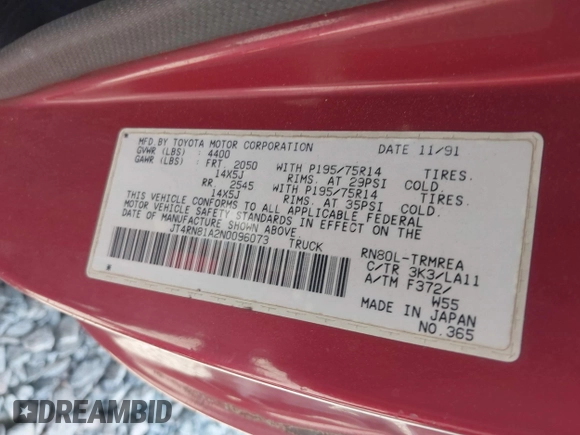 MFD.BY TOYOTA MOTOR CORPORATION DATE 11/91
GVWR (LBS) : 4400
GAWR (LBS) : FRT. 2050 WITH P195/75R14 TIRES.
14X5J RIMS. AT 29PSI COLD.
RR. 2545 WITH P195/75R14 TIRES.
14X5J RIMS. AT 35PSI COLD.
THIS VEHICLE CONFORMS TO ALL APPLICABLE FEDERAL
MOTOR VEHICLE SAFETY STANDARDS IN EFFECT ON THE
DATE OF MANUFACTURE SHOWN ABOVE.
JT4RN81A2N0096073 TRUCK
RN80L-TRMREA
C/TR 3K3/LA11
A/TM F372/
W55
MADE IN JAPAN
NO.365
DREAMBID